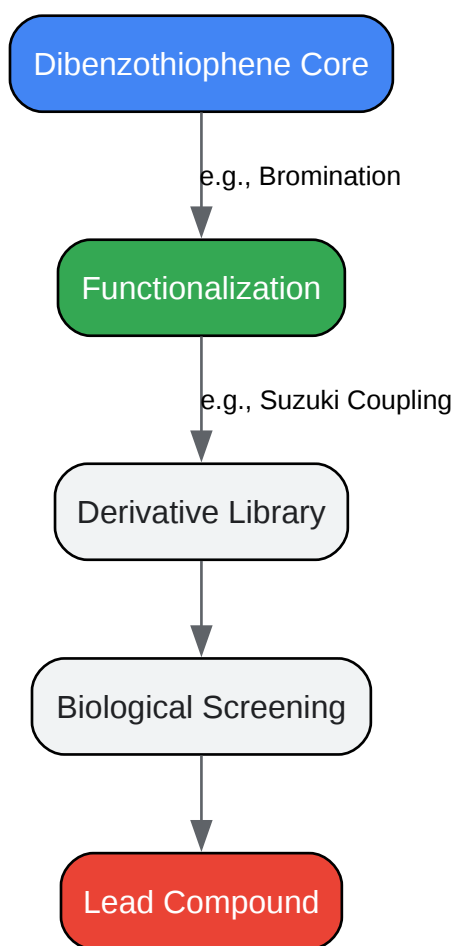 Dibenzothiophene Core
e.g., Bromination
Functionalization
e.g., Suzuki Coupling
Derivative Library
Biological Screening
Lead Compound